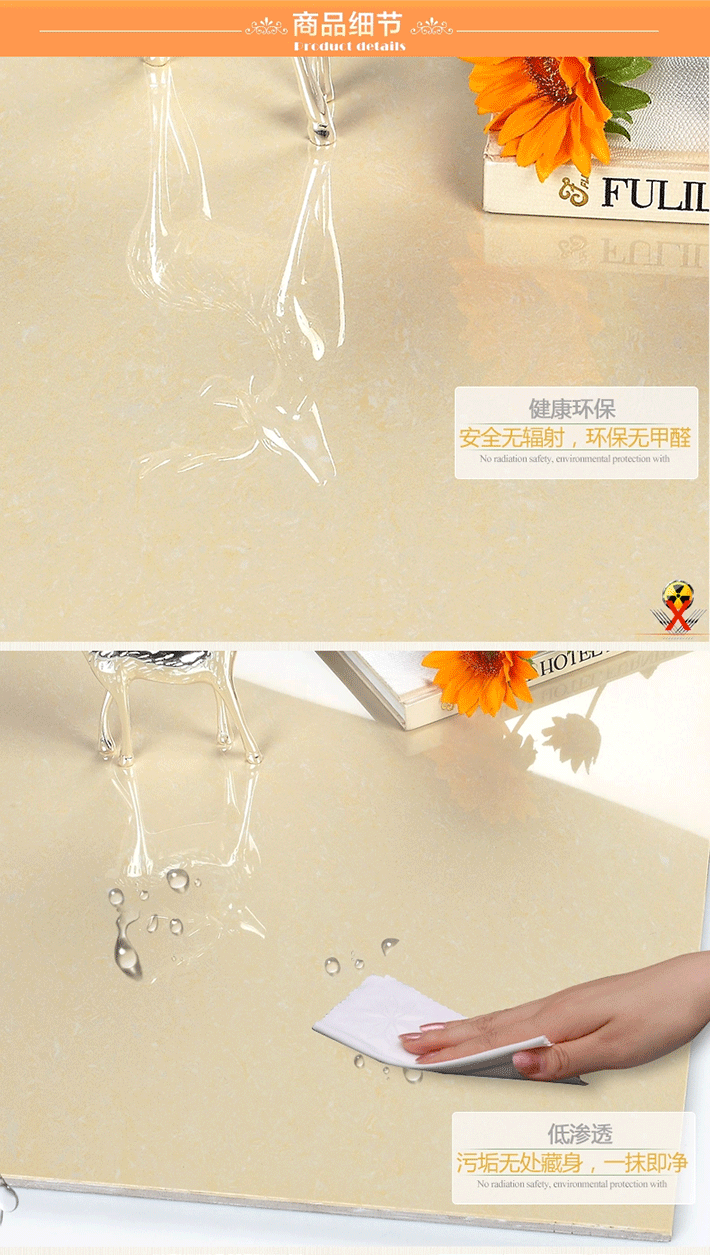 商品细节
Product details
FULIL
健康环保
安全无辐射，环保无甲醛
No radiation safety, environmental protection with
HOTEL
低渗透
污垢无处藏身，一抹即净
No radiation safety, environmental protection with